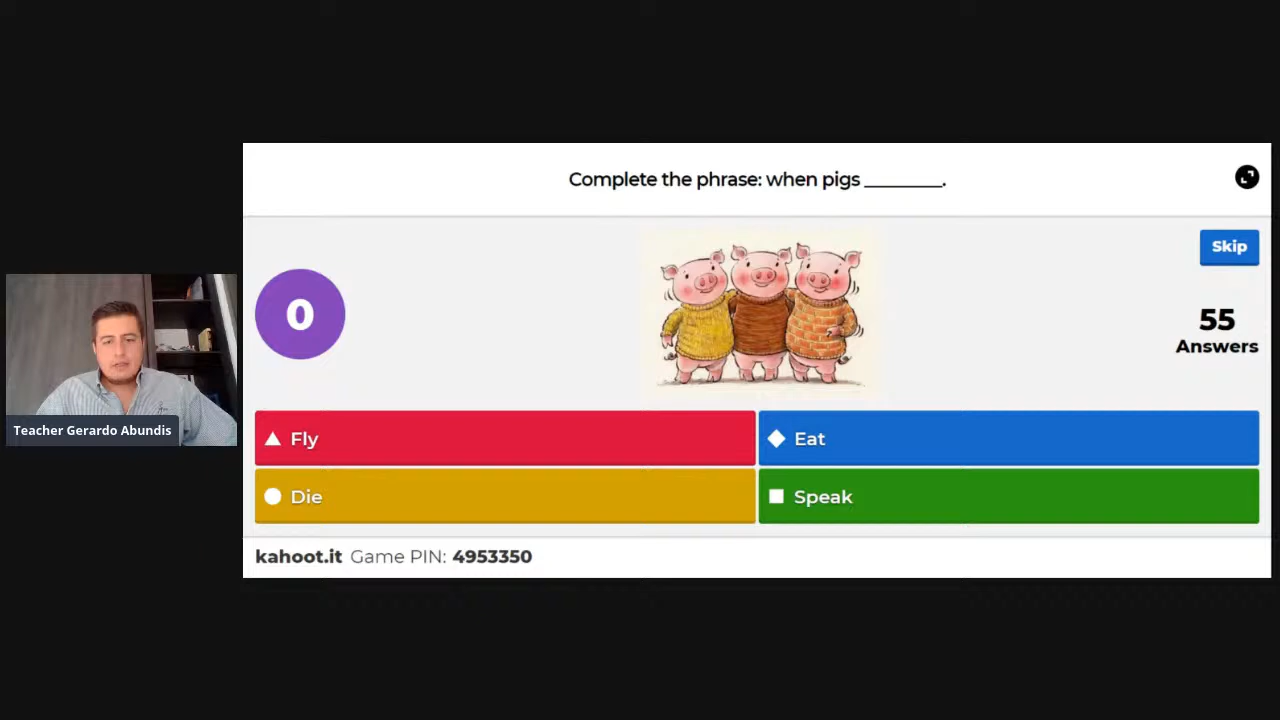 Complete the phrase: when pigs ________.
Skip
0
55
Answers
Fly
Eat
Teacher Gerardo Abundis
Die
Speak
kahoot.it Game PIN: 4953350